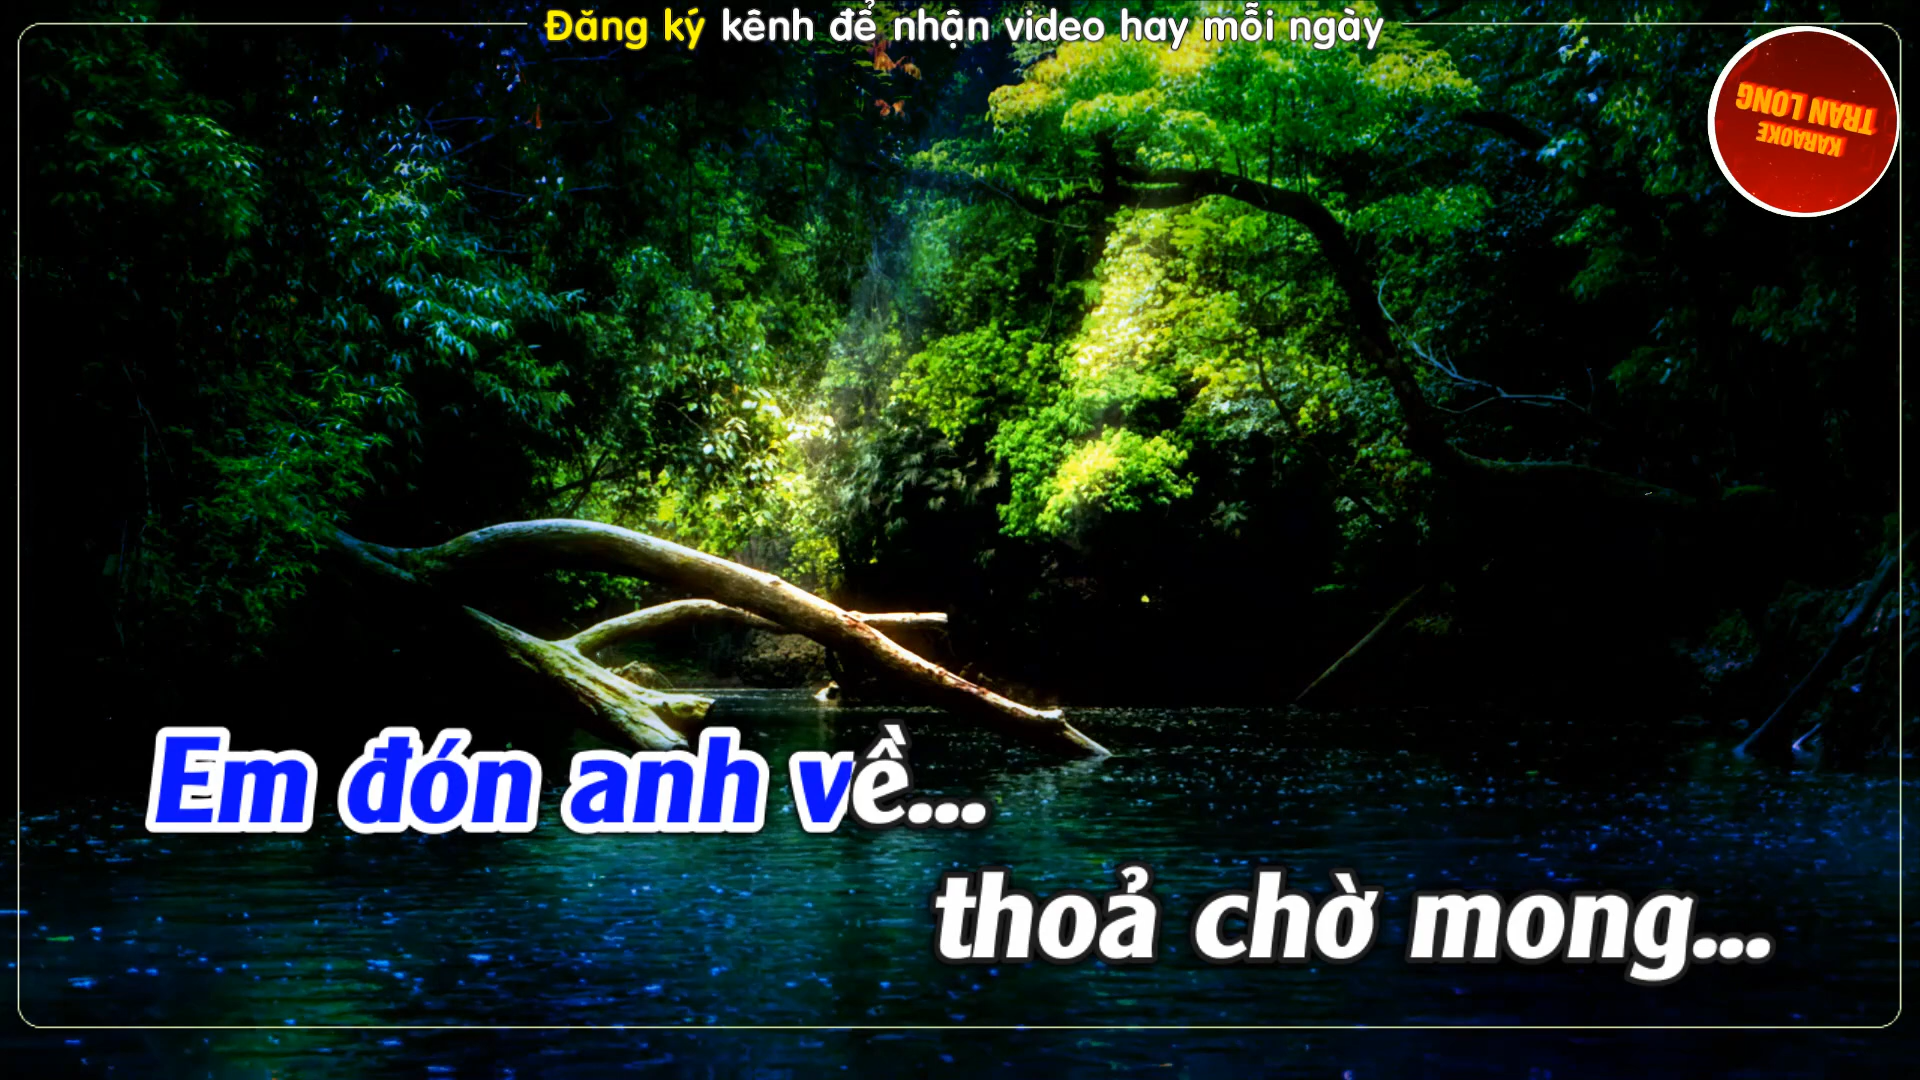 Đăng ký kênh để nhận video hay mỗi ngày
KARAOKE
TRAN LONG
Em đón anh về...
thoả chờ mong...